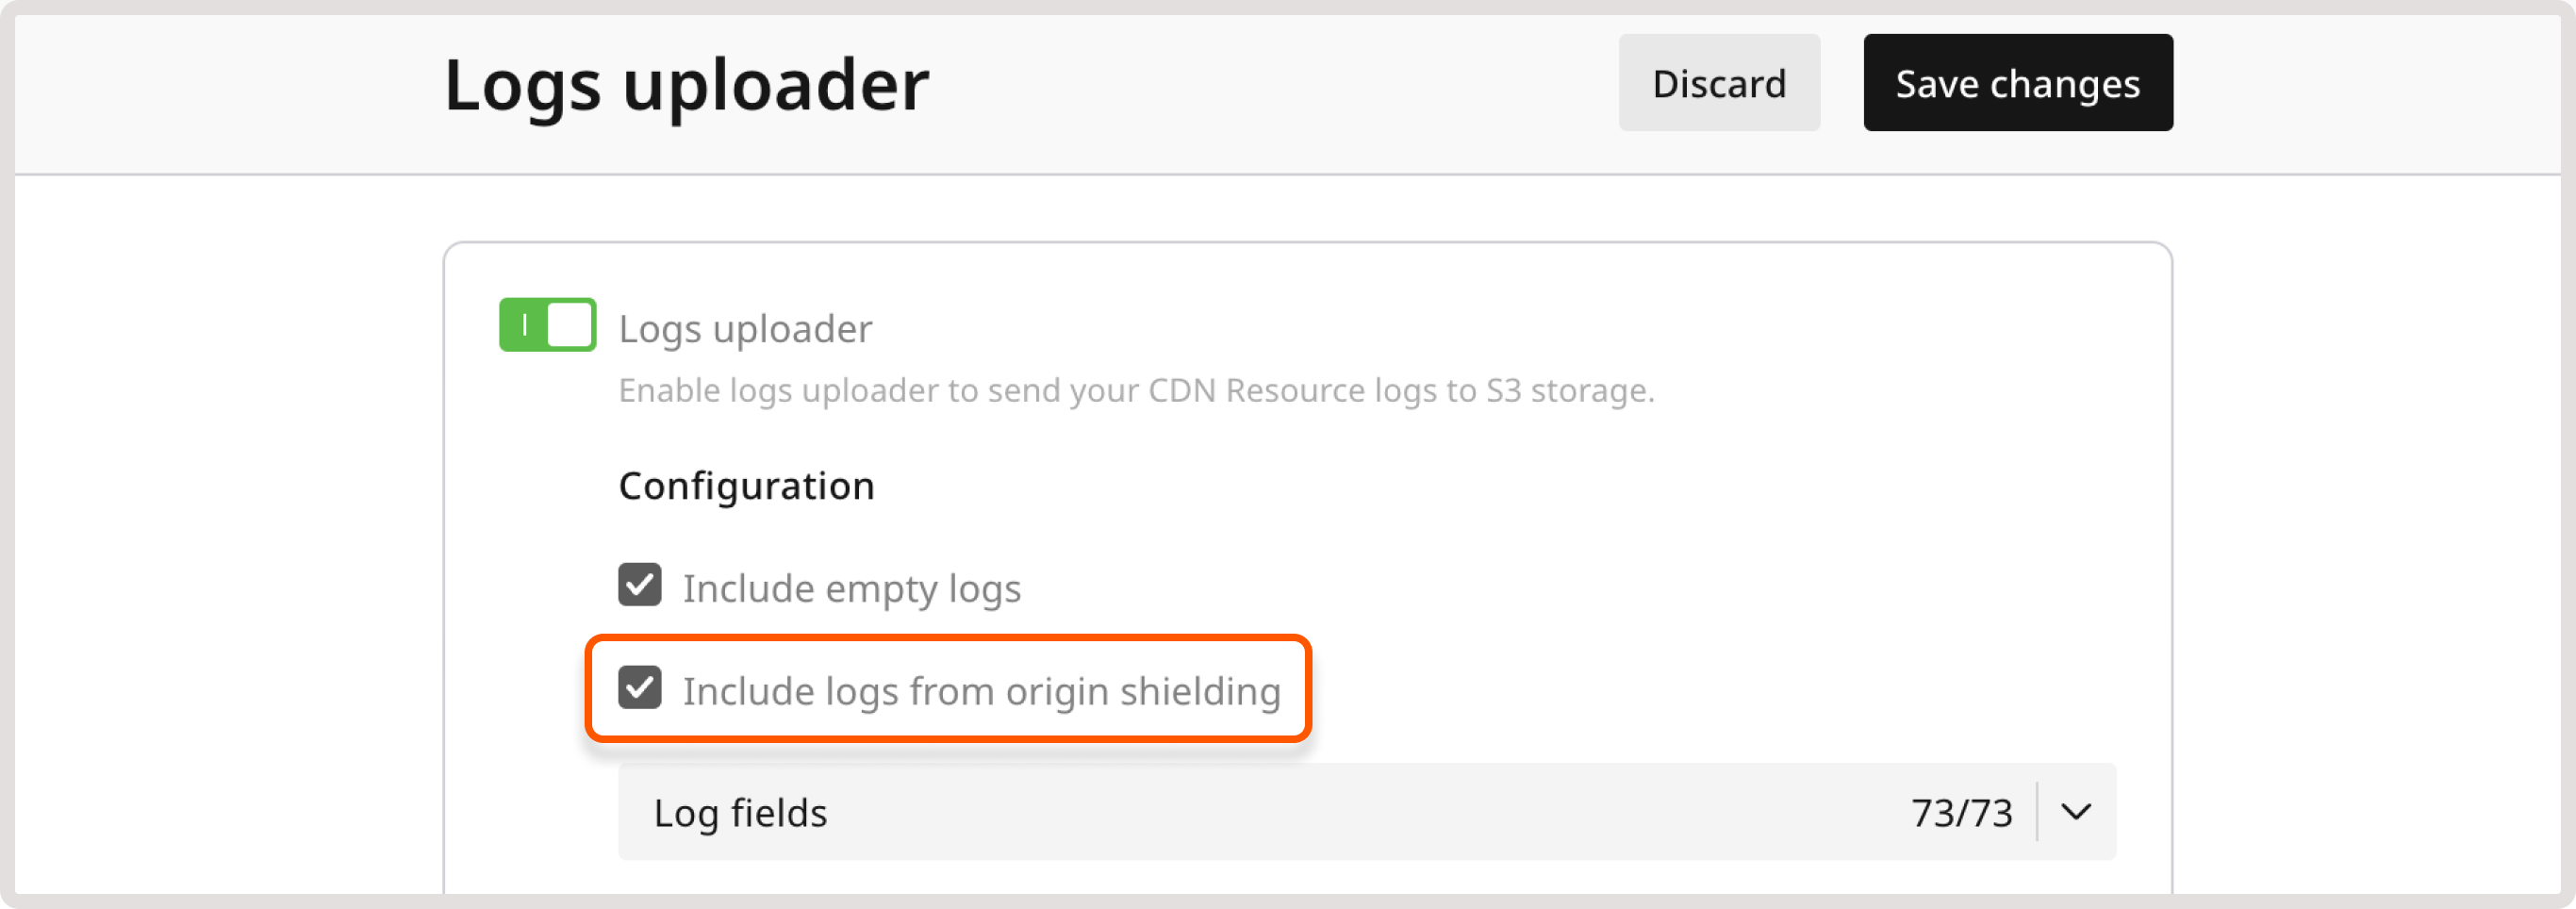 Logs uploader
Discard
Save changes
Logs uploader
Enable logs uploader to send your CDN Resource logs to S3 storage.
Configuration
Include empty logs
Include logs from origin shielding
Log fields
73/73